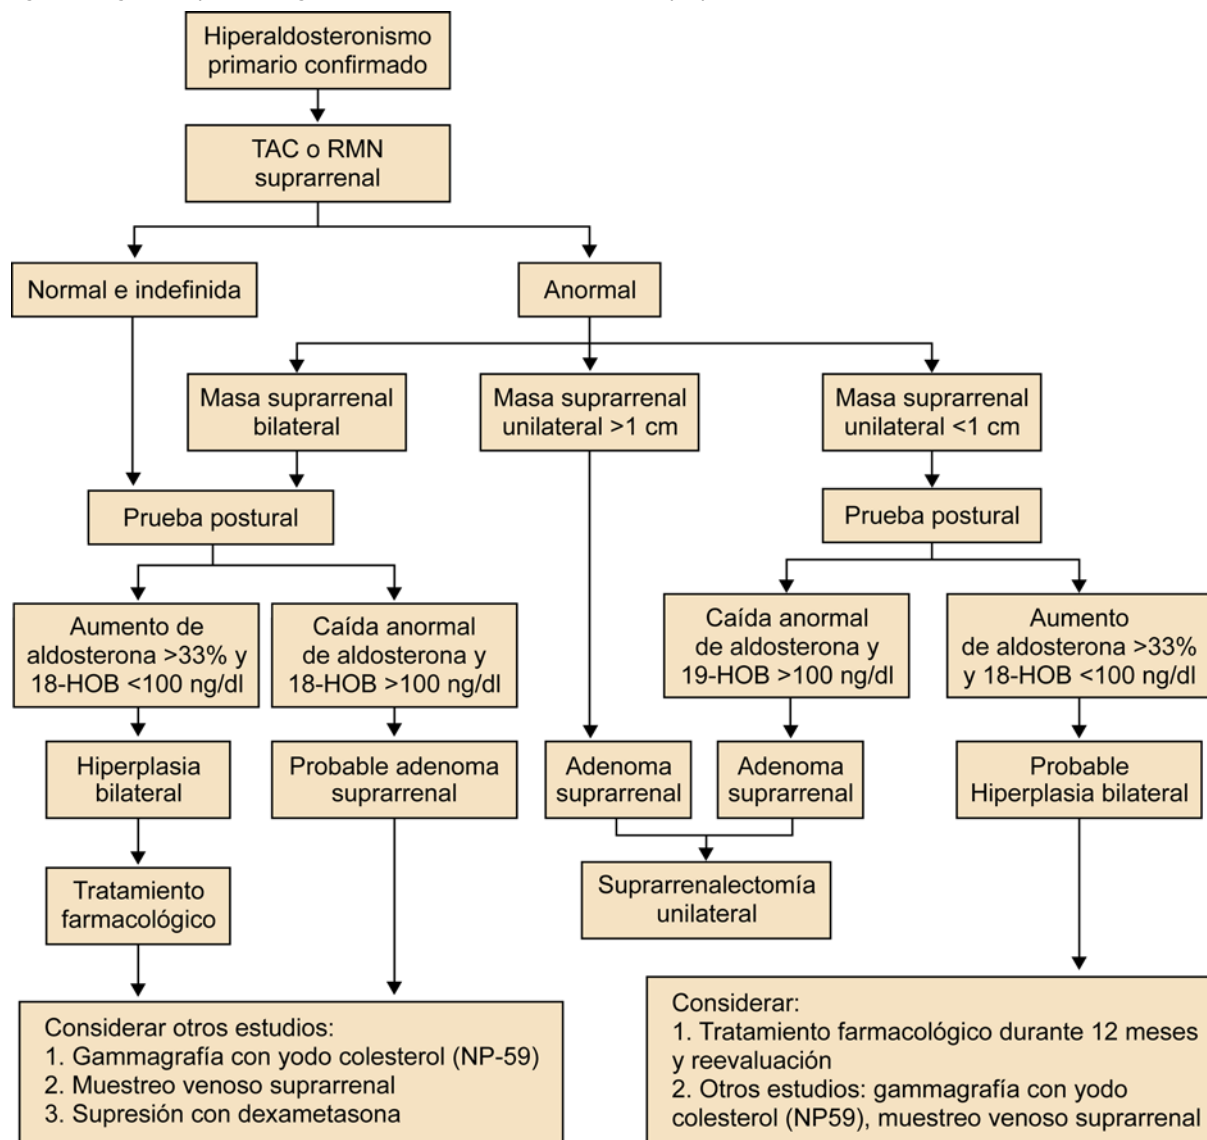 Hiperaldosteronismo
primario confirmado
TAC o RMN
suprarrenal
Normal e indefinida
Anormal
Masa suprarrenal
bilateral
Masa suprarrenal
unilateral >1 cm
Masa suprarrenal
unilateral <1 cm
Prueba postural
Prueba postural
Aumento de
aldosterona >33% y
18-HOB <100 ng/dl
Caída anormal
de aldosterona y
18-HOB >100 ng/dl
Caída anormal
de aldosterona y
19-HOB >100 ng/dl
Aumento
de aldosterona >33%
y 18-HOB <100 ng/dl
Hiperplasia
bilateral
Probable adenoma
suprarrenal
Adenoma
suprarrenal
Adenoma
suprarrenal
Probable
Hiperplasia bilateral
Tratamiento
farmacológico
Suprarrenalectomía
unilateral
Considerar otros estudios:
1. Gammagrafía con yodo colesterol (NP-59)
2. Muestreo venoso suprarrenal
3. Supresión con dexametasona
Considerar:
1. Tratamiento farmacológico durante 12 meses
y reevaluación
2. Otros estudios: gammagrafía con yodo
colesterol (NP59), muestreo venoso suprarrenal